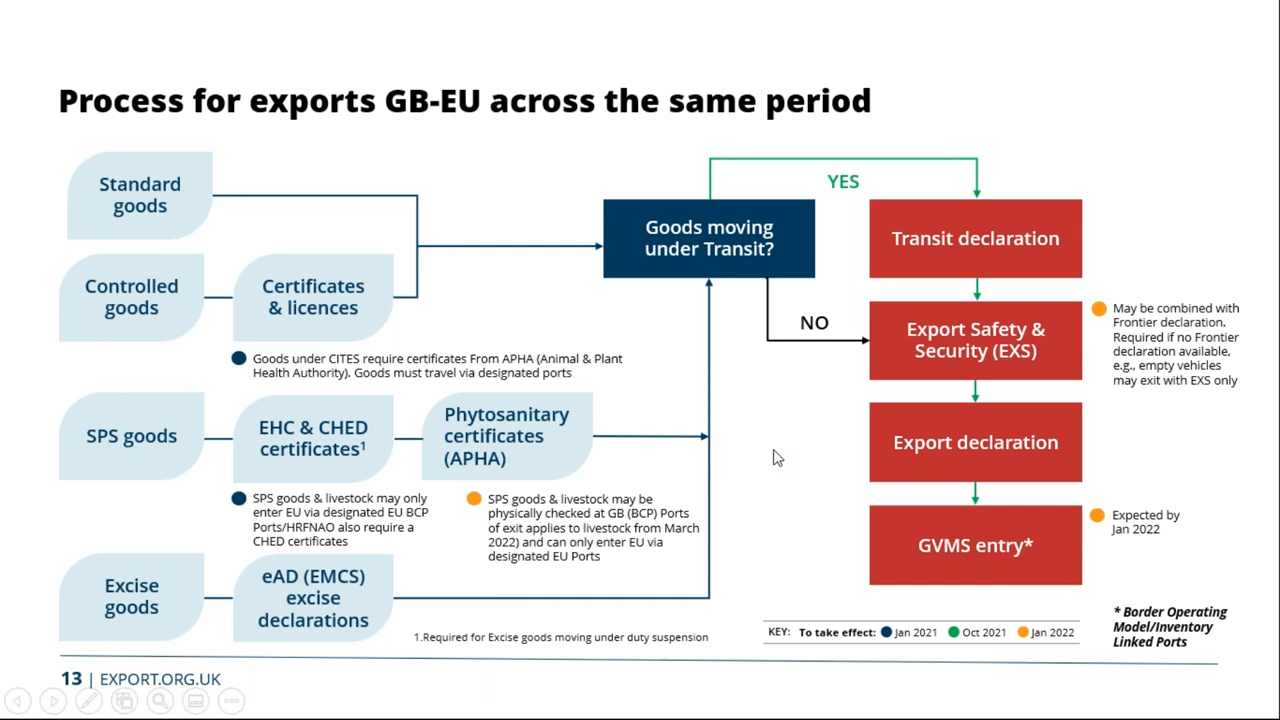 Process for exports GB-EU across the same period
Standard
goods
Controlled
goods
Certificates
& licences
Goods under CITES require certificates From APHA (Animal & Plant
Health Authority). Goods must travel via designated ports
SPS goods
EHC & CHED
certificates¹
Phytosanitary
certificates
(APHA)
SPS goods & livestock may only
enter EU via designated EU BCP
Ports/HRFNAO also require a
CHED certificates
SPS goods & livestock may be
physically checked at GB (BCP) Ports
of exit applies to livestock from March
2022) and can only enter EU via
designated EU Ports
Excise
goods
eAD (EMCS)
excise
declarations
1.Required for Excise goods moving under duty suspension
Goods moving
under Transit?
YES
NO
Transit declaration
Export Safety &
Security (EXS)
May be combined with
Frontier declaration.
Required if no Frontier
declaration available,
e.g., empty vehicles
may exit with EXS only
Export declaration
GVMS entry*
Expected by
Jan 2022
KEY: To take effect: Jan 2021 Oct 2021 Jan 2022
* Border Operating
Model/Inventory
Linked Ports
13 | EXPORT.ORG.UK